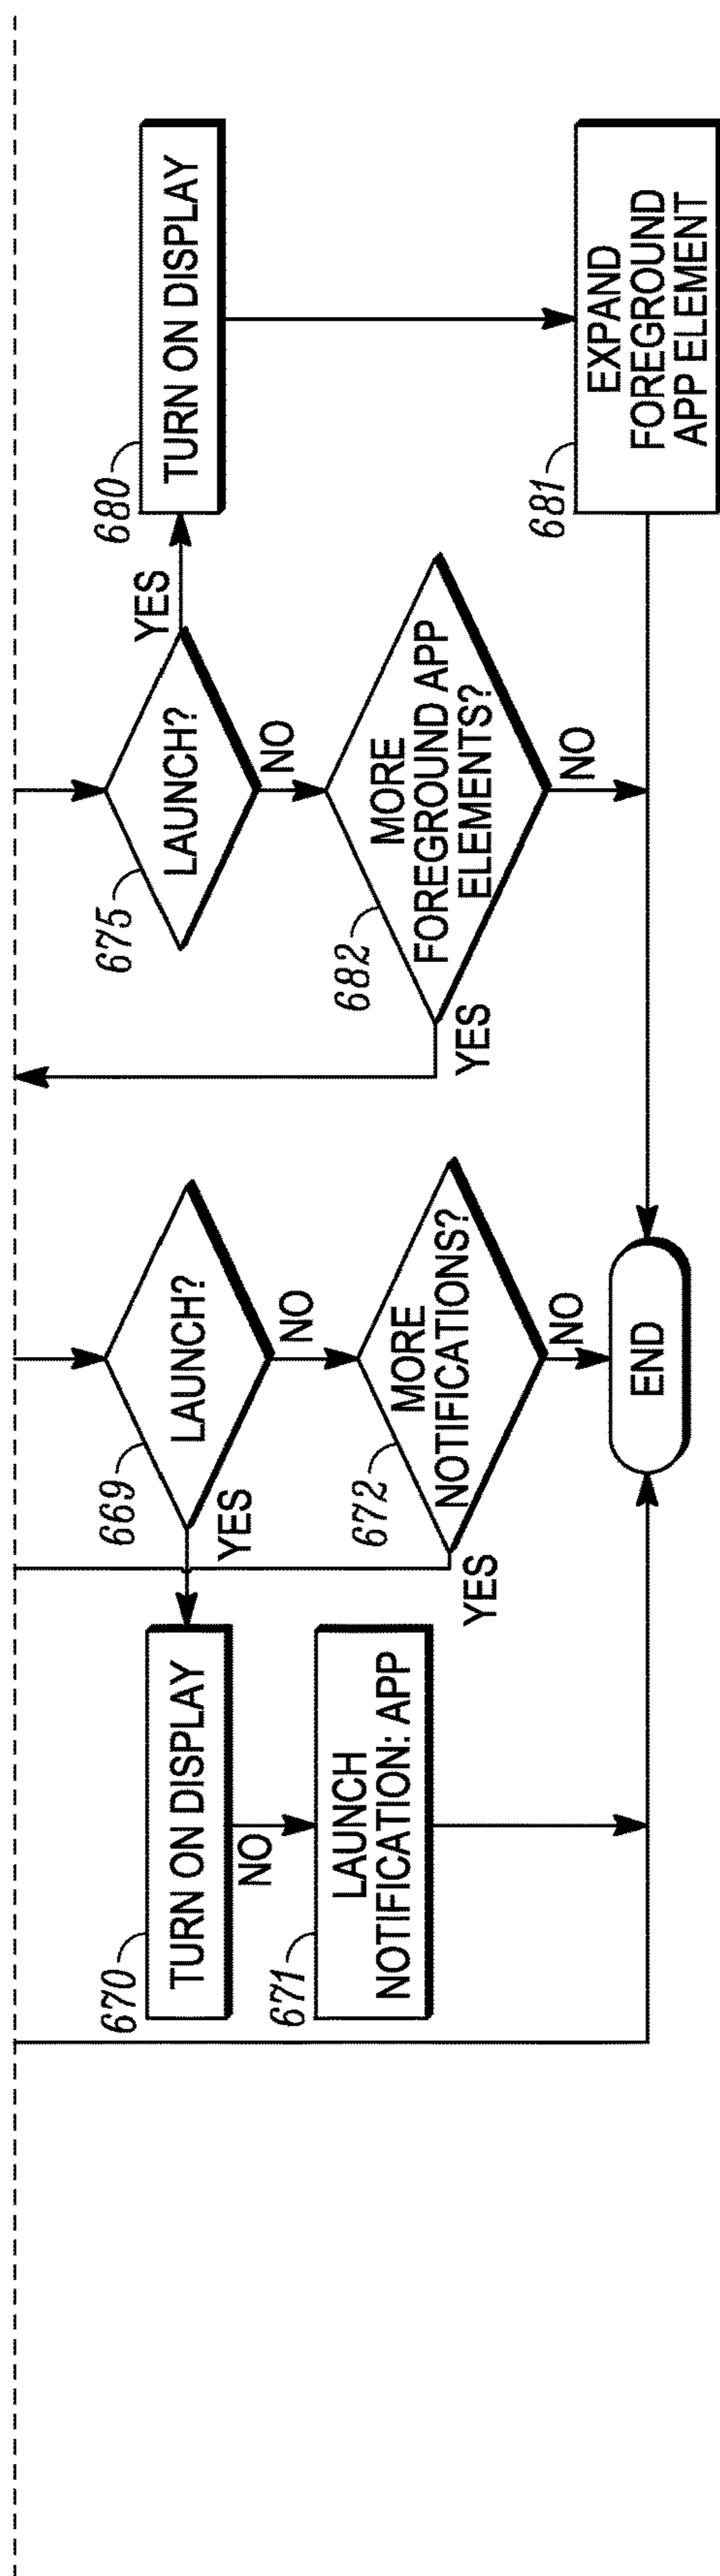 670
TURN ON DISPLAY
NO
671
LAUNCH
NOTIFICATION: APP
669
LAUNCH?
YES
NO
672
MORE
NOTIFICATIONS?
YES
NO
END
675
LAUNCH?
YES
NO
682
MORE
FOREGROUND APP
ELEMENTS?
YES
NO
680
TURN ON DISPLAY
681
EXPAND
FOREGROUND
APP ELEMENT